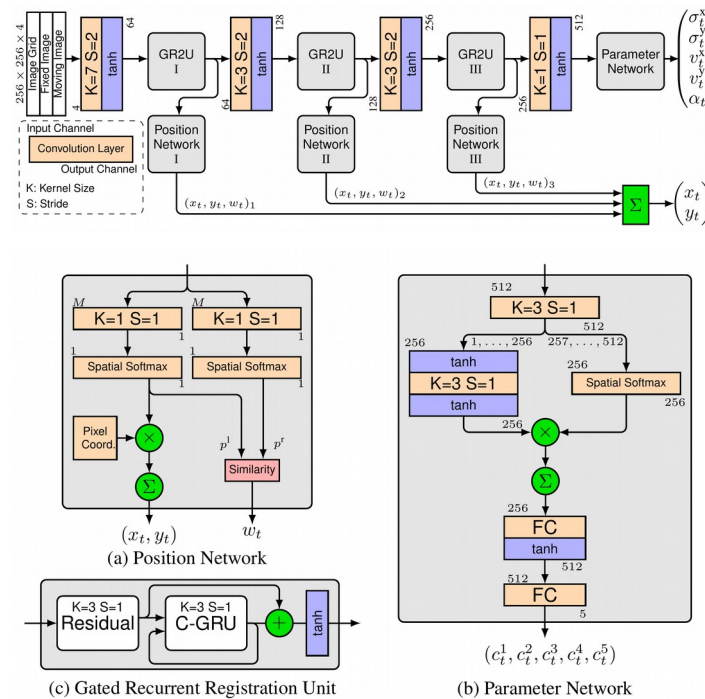 256 × 256 × 4
Image Grid
Fixed Image
Moving Image
4
K=7 S=2
tanh
64
GR2U
I
64
K=3 S=2
tanh
128
GR2U
II
128
K=3 S=2
tanh
256
GR2U
III
256
K=1 S=1
tanh
512
Parameter
Network
σ_t^x
σ_t^y
v_t^x
v_t^y
α_t
Input Channel
Convolution Layer
Output Channel
K: Kernel Size
S: Stride
Position
Network
I
Position
Network
II
Position
Network
III
(x_t, y_t, w_t)_1
(x_t, y_t, w_t)_2
(x_t, y_t, w_t)_3
Σ
x_t
y_t
M
K=1 S=1
1
M
K=1 S=1
1
1
Spatial Softmax
1
1
Spatial Softmax
1
Pixel
Coord.
×
p^l
p^r
Similarity
Σ
(x_t, y_t)
w_t
(a) Position Network
K=3 S=1
Residual
K=3 S=1
C-GRU
+
tanh
(c) Gated Recurrent Registration Unit
512
K=3 S=1
512
256
1, . . . , 256
257, . . . , 512
tanh
K=3 S=1
tanh
256
256
Spatial Softmax
256
×
Σ
256
FC
tanh
512
512
FC
5
(c_t^1, c_t^2, c_t^3, c_t^4, c_t^5)
(b) Parameter Network